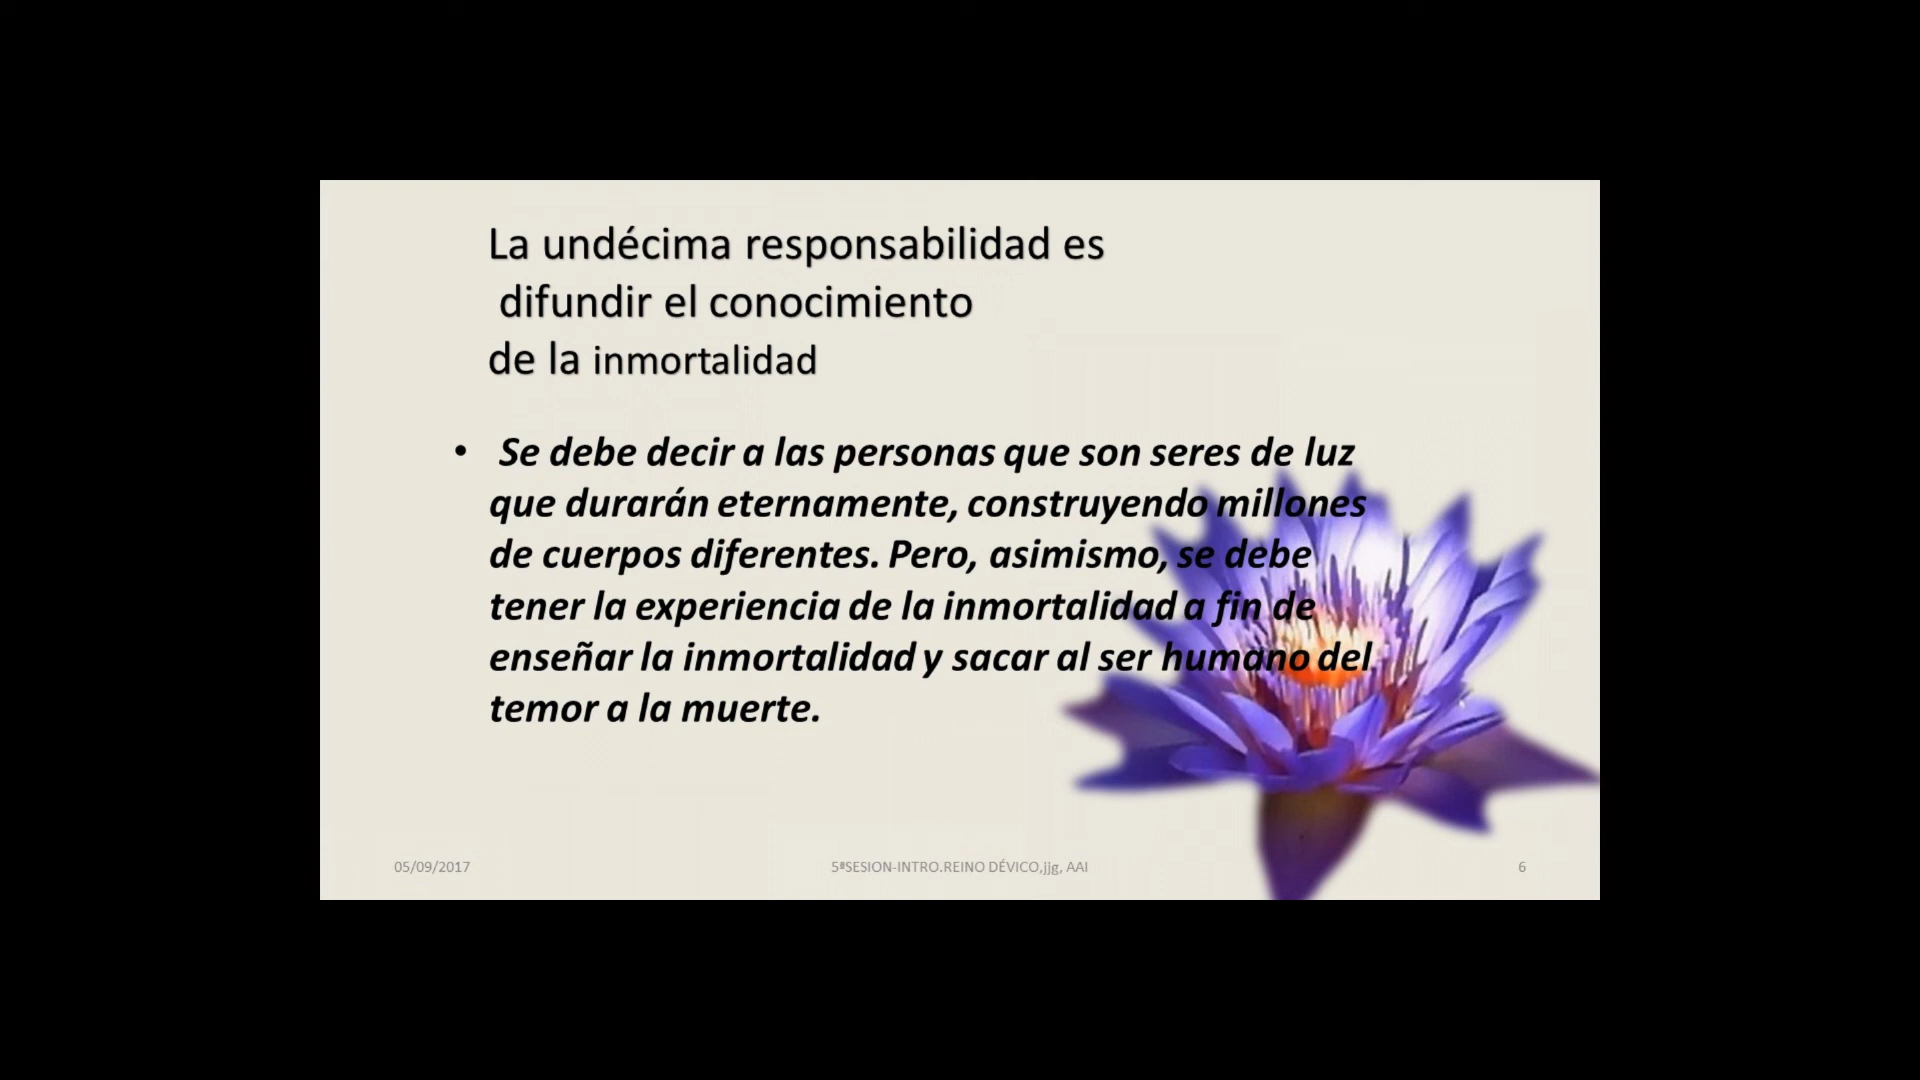 La undécima responsabilidad es
difundir el conocimiento
de la inmortalidad
• Se debe decir a las personas que son seres de luz
que durarán eternamente, construyendo millones
de cuerpos diferentes. Pero, asimismo, se debe
tener la experiencia de la inmortalidad a fin de
enseñar la inmortalidad y sacar al ser humano del
temor a la muerte.
05/09/2017
5ªSESION-INTRO.REINO DÉVICO,jjg, AAI
6